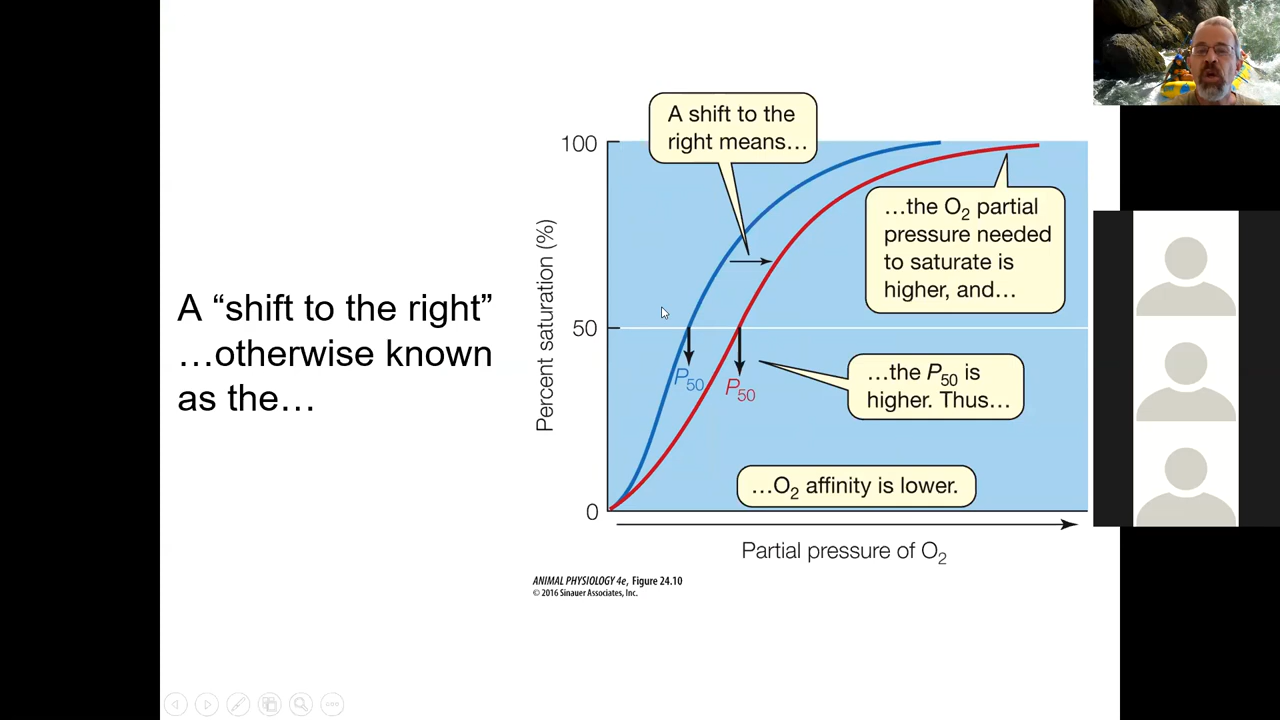 A “shift to the right”
…otherwise known
as the…
A shift to the
right means…
…the O₂ partial
pressure needed
to saturate is
higher, and…
…the P₅₀ is
higher. Thus…
…O₂ affinity is lower.
Percent saturation (%)
100
50
0
P₅₀
P₅₀
Partial pressure of O₂
ANIMAL PHYSIOLOGY 4e, Figure 24.10
© 2016 Sinauer Associates, Inc.